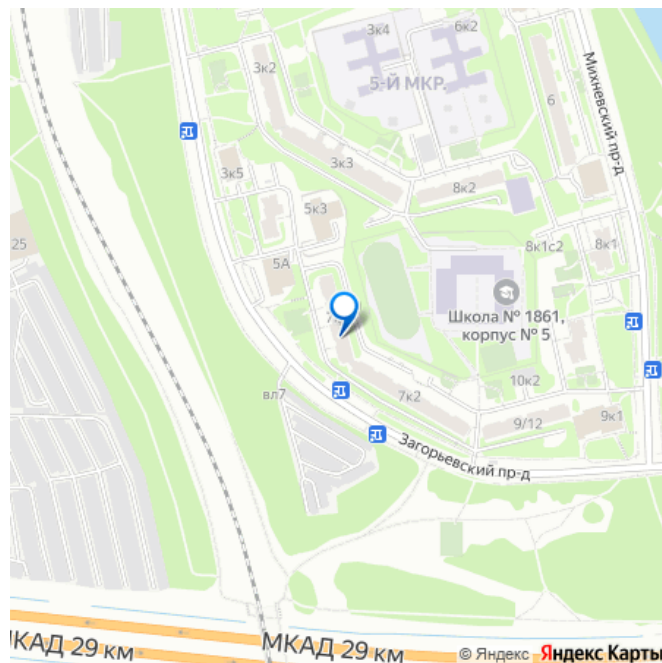 3к4
6к2
3к2
5-Й МКР.
Михневский пр-д
6
3к3
3к5
8к2
5к3
25
8к1с2
8к1
5А
Школа № 1861,
корпус № 5
10к2
7к2
вл7
9/12
9к1
Загорьевский пр-д
МКАД 29 км
МКАД 29 км
© Яндекс Яндекс Карты